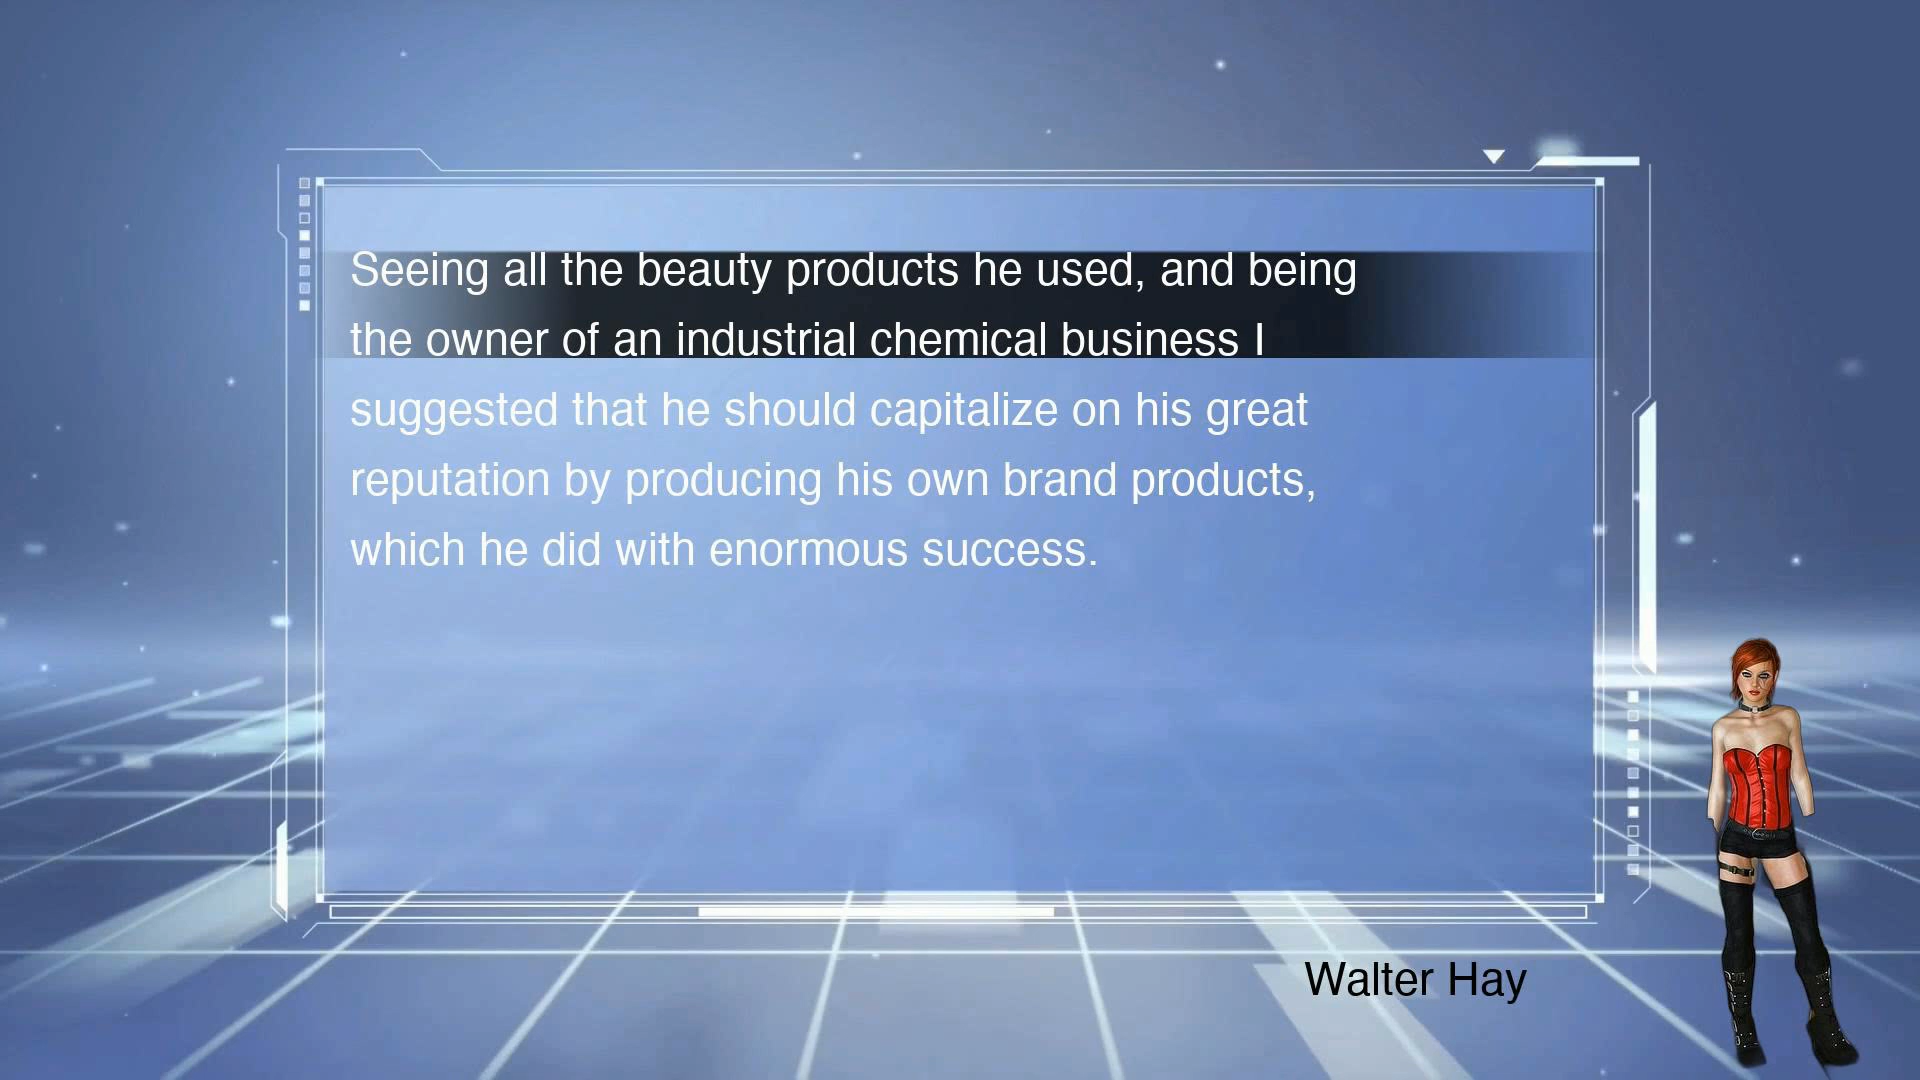 Seeing all the beauty products he used, and being
the owner of an industrial chemical business I
suggested that he should capitalize on his great
reputation by producing his own brand products,
which he did with enormous success.
Walter Hay